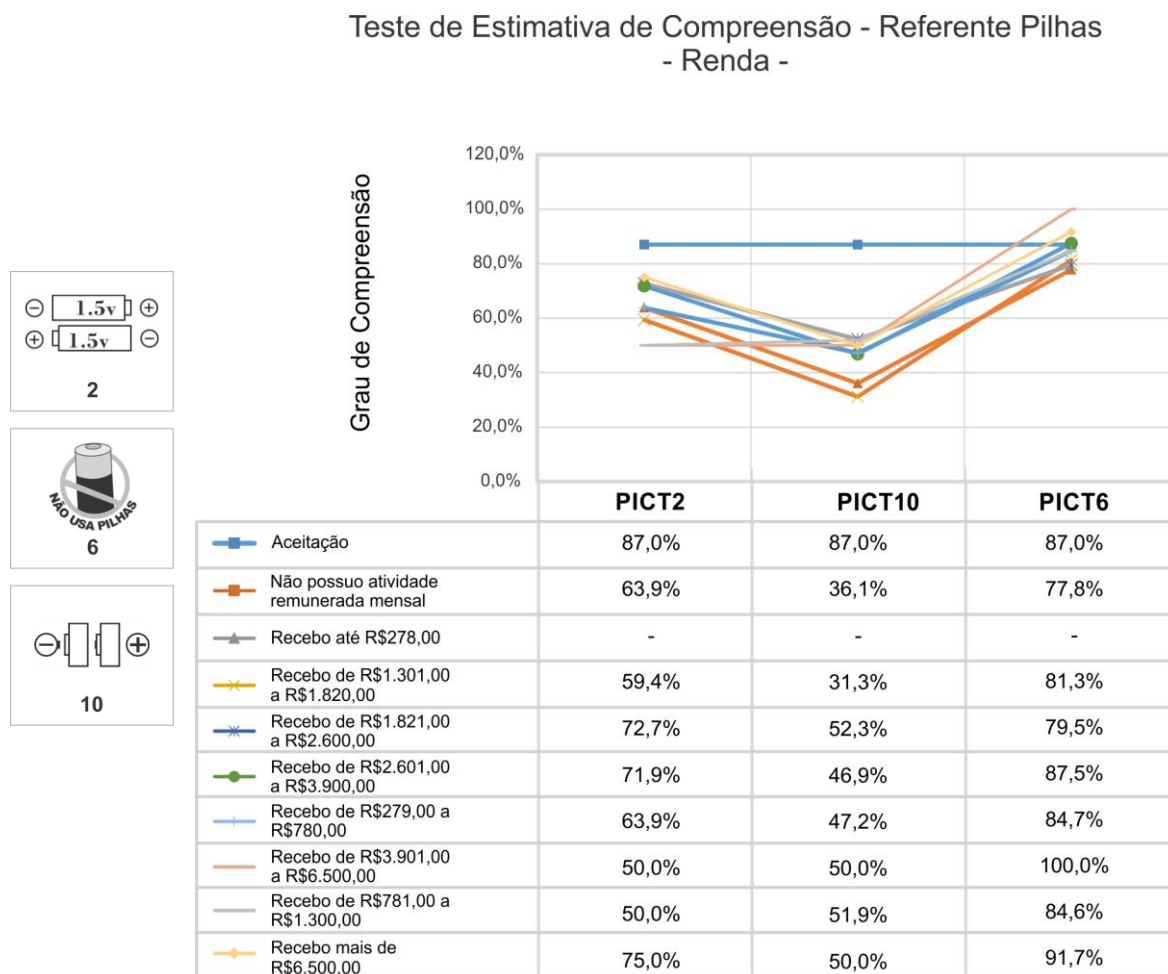 Teste de Estimativa de Compreensão - Referente Pilhas
- Renda -
Grau de Compreensão
120,0%
100,0%
80,0%
60,0%
40,0%
20,0%
0,0%
⊖ 1.5v ⊕
⊕ 1.5v ⊖
2
NÃO USA PILHAS
6
⊖ ⊕
10
PICT2 PICT10 PICT6
Aceitação 87,0% 87,0% 87,0%
Não possuo atividade
remunerada mensal 63,9% 36,1% 77,8%
Recebo até R$278,00 - - -
Recebo de R$1.301,00
a R$1.820,00 59,4% 31,3% 81,3%
Recebo de R$1.821,00
a R$2.600,00 72,7% 52,3% 79,5%
Recebo de R$2.601,00
a R$3.900,00 71,9% 46,9% 87,5%
Recebo de R$279,00 a
R$780,00 63,9% 47,2% 84,7%
Recebo de R$3.901,00
a R$6.500,00 50,0% 50,0% 100,0%
Recebo de R$781,00 a
R$1.300,00 50,0% 51,9% 84,6%
Recebo mais de
R$6.500,00 75,0% 50,0% 91,7%